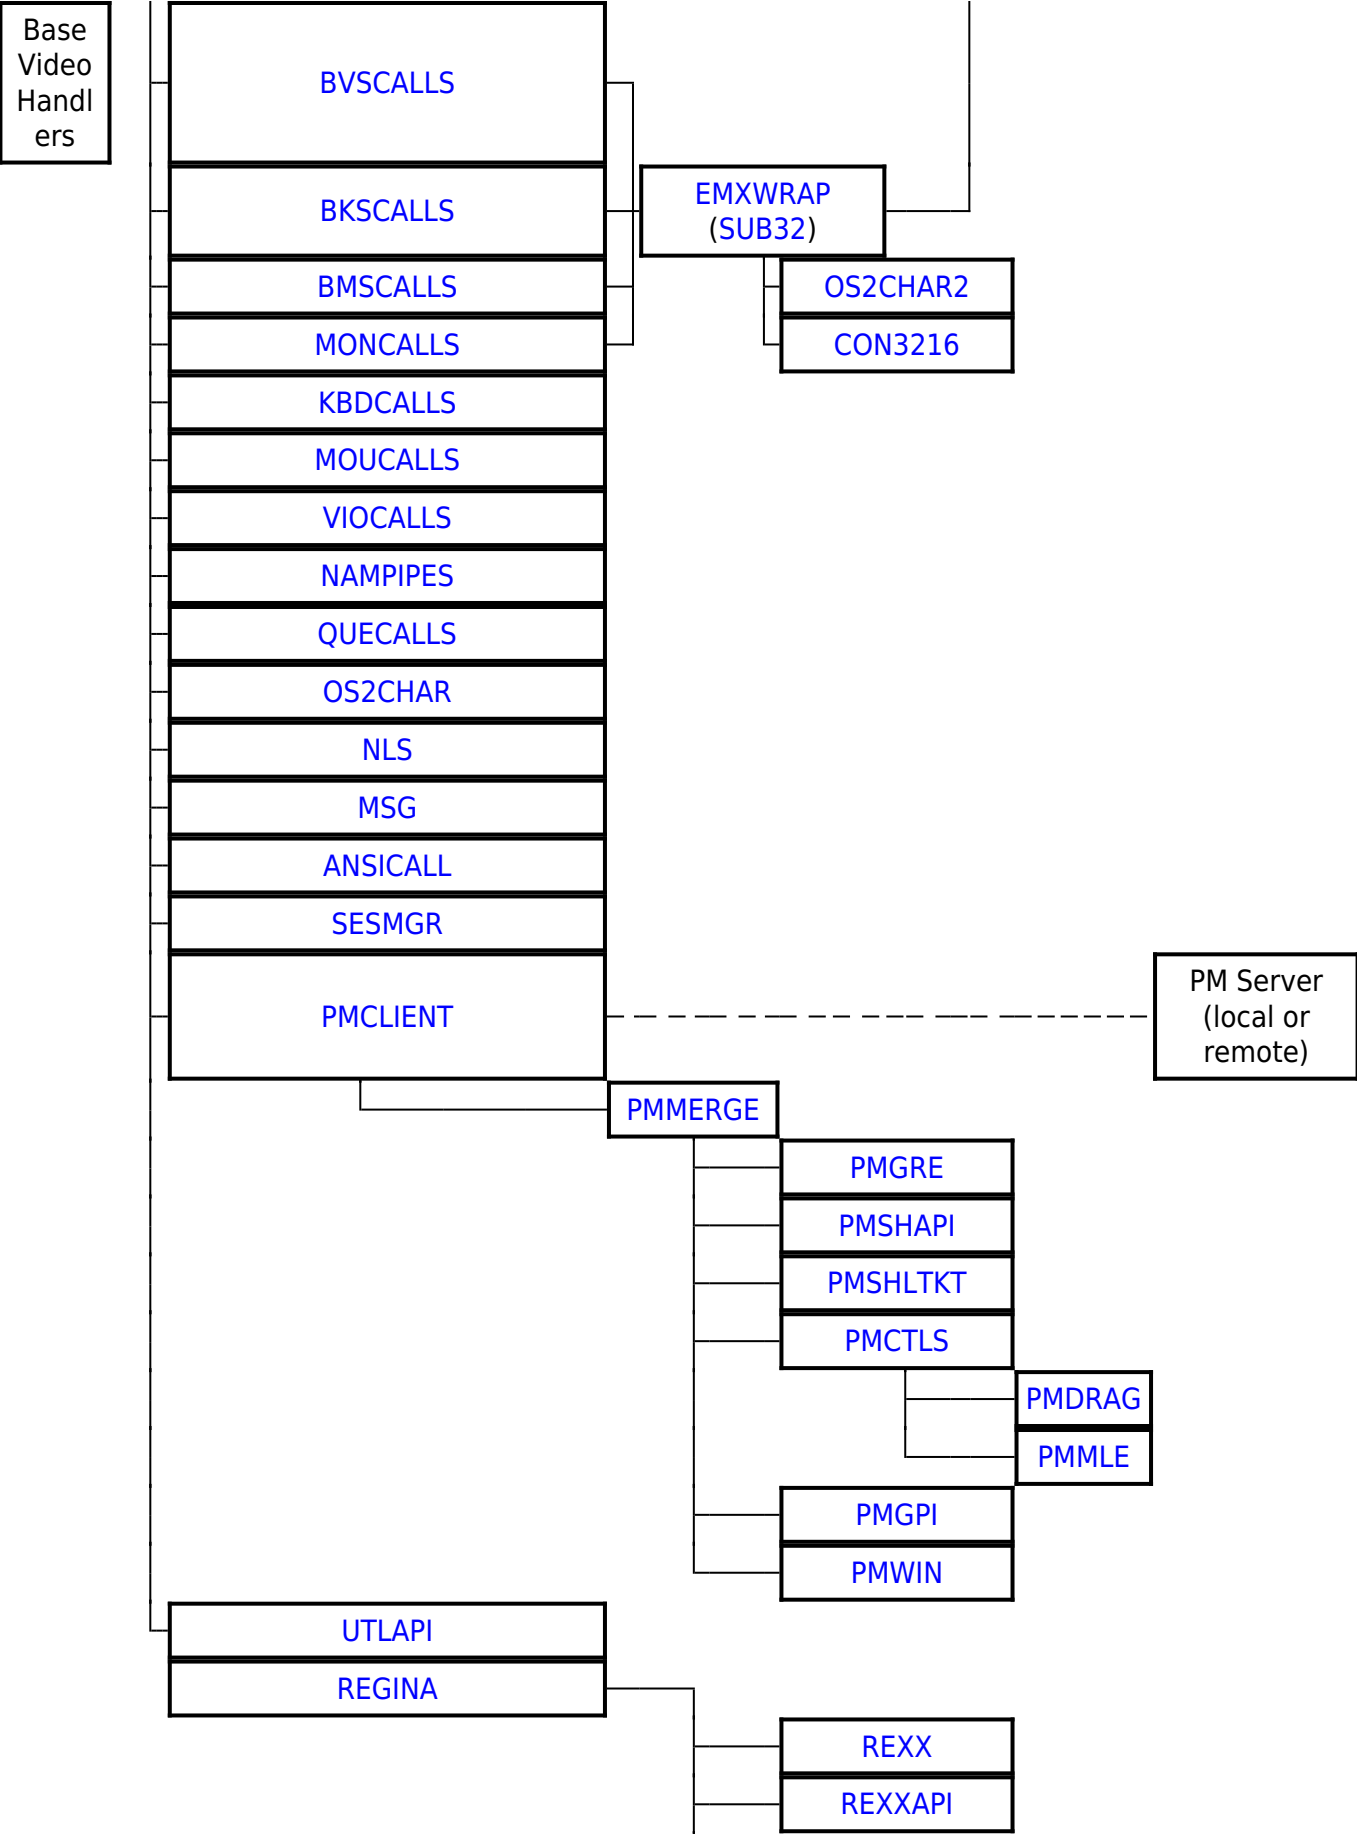 Base
Video
Handl
ers
BVSCALLS
BKSCALLS
EMXWRAP
(SUB32)
BMSCALLS
OS2CHAR2
MONCALLS
CON3216
KBDCALLS
MOUCALLS
VIOCALLS
NAMPIPES
QUECALLS
OS2CHAR
NLS
MSG
ANSICALL
SESMGR
PMCLIENT
PM Server
(local or
remote)
PMMERGE
PMGRE
PMSHAPI
PMSHLTKT
PMCTLS
PMDRAG
PMMLE
PMGPI
PMWIN
UTLAPI
REGINA
REXX
REXXAPI